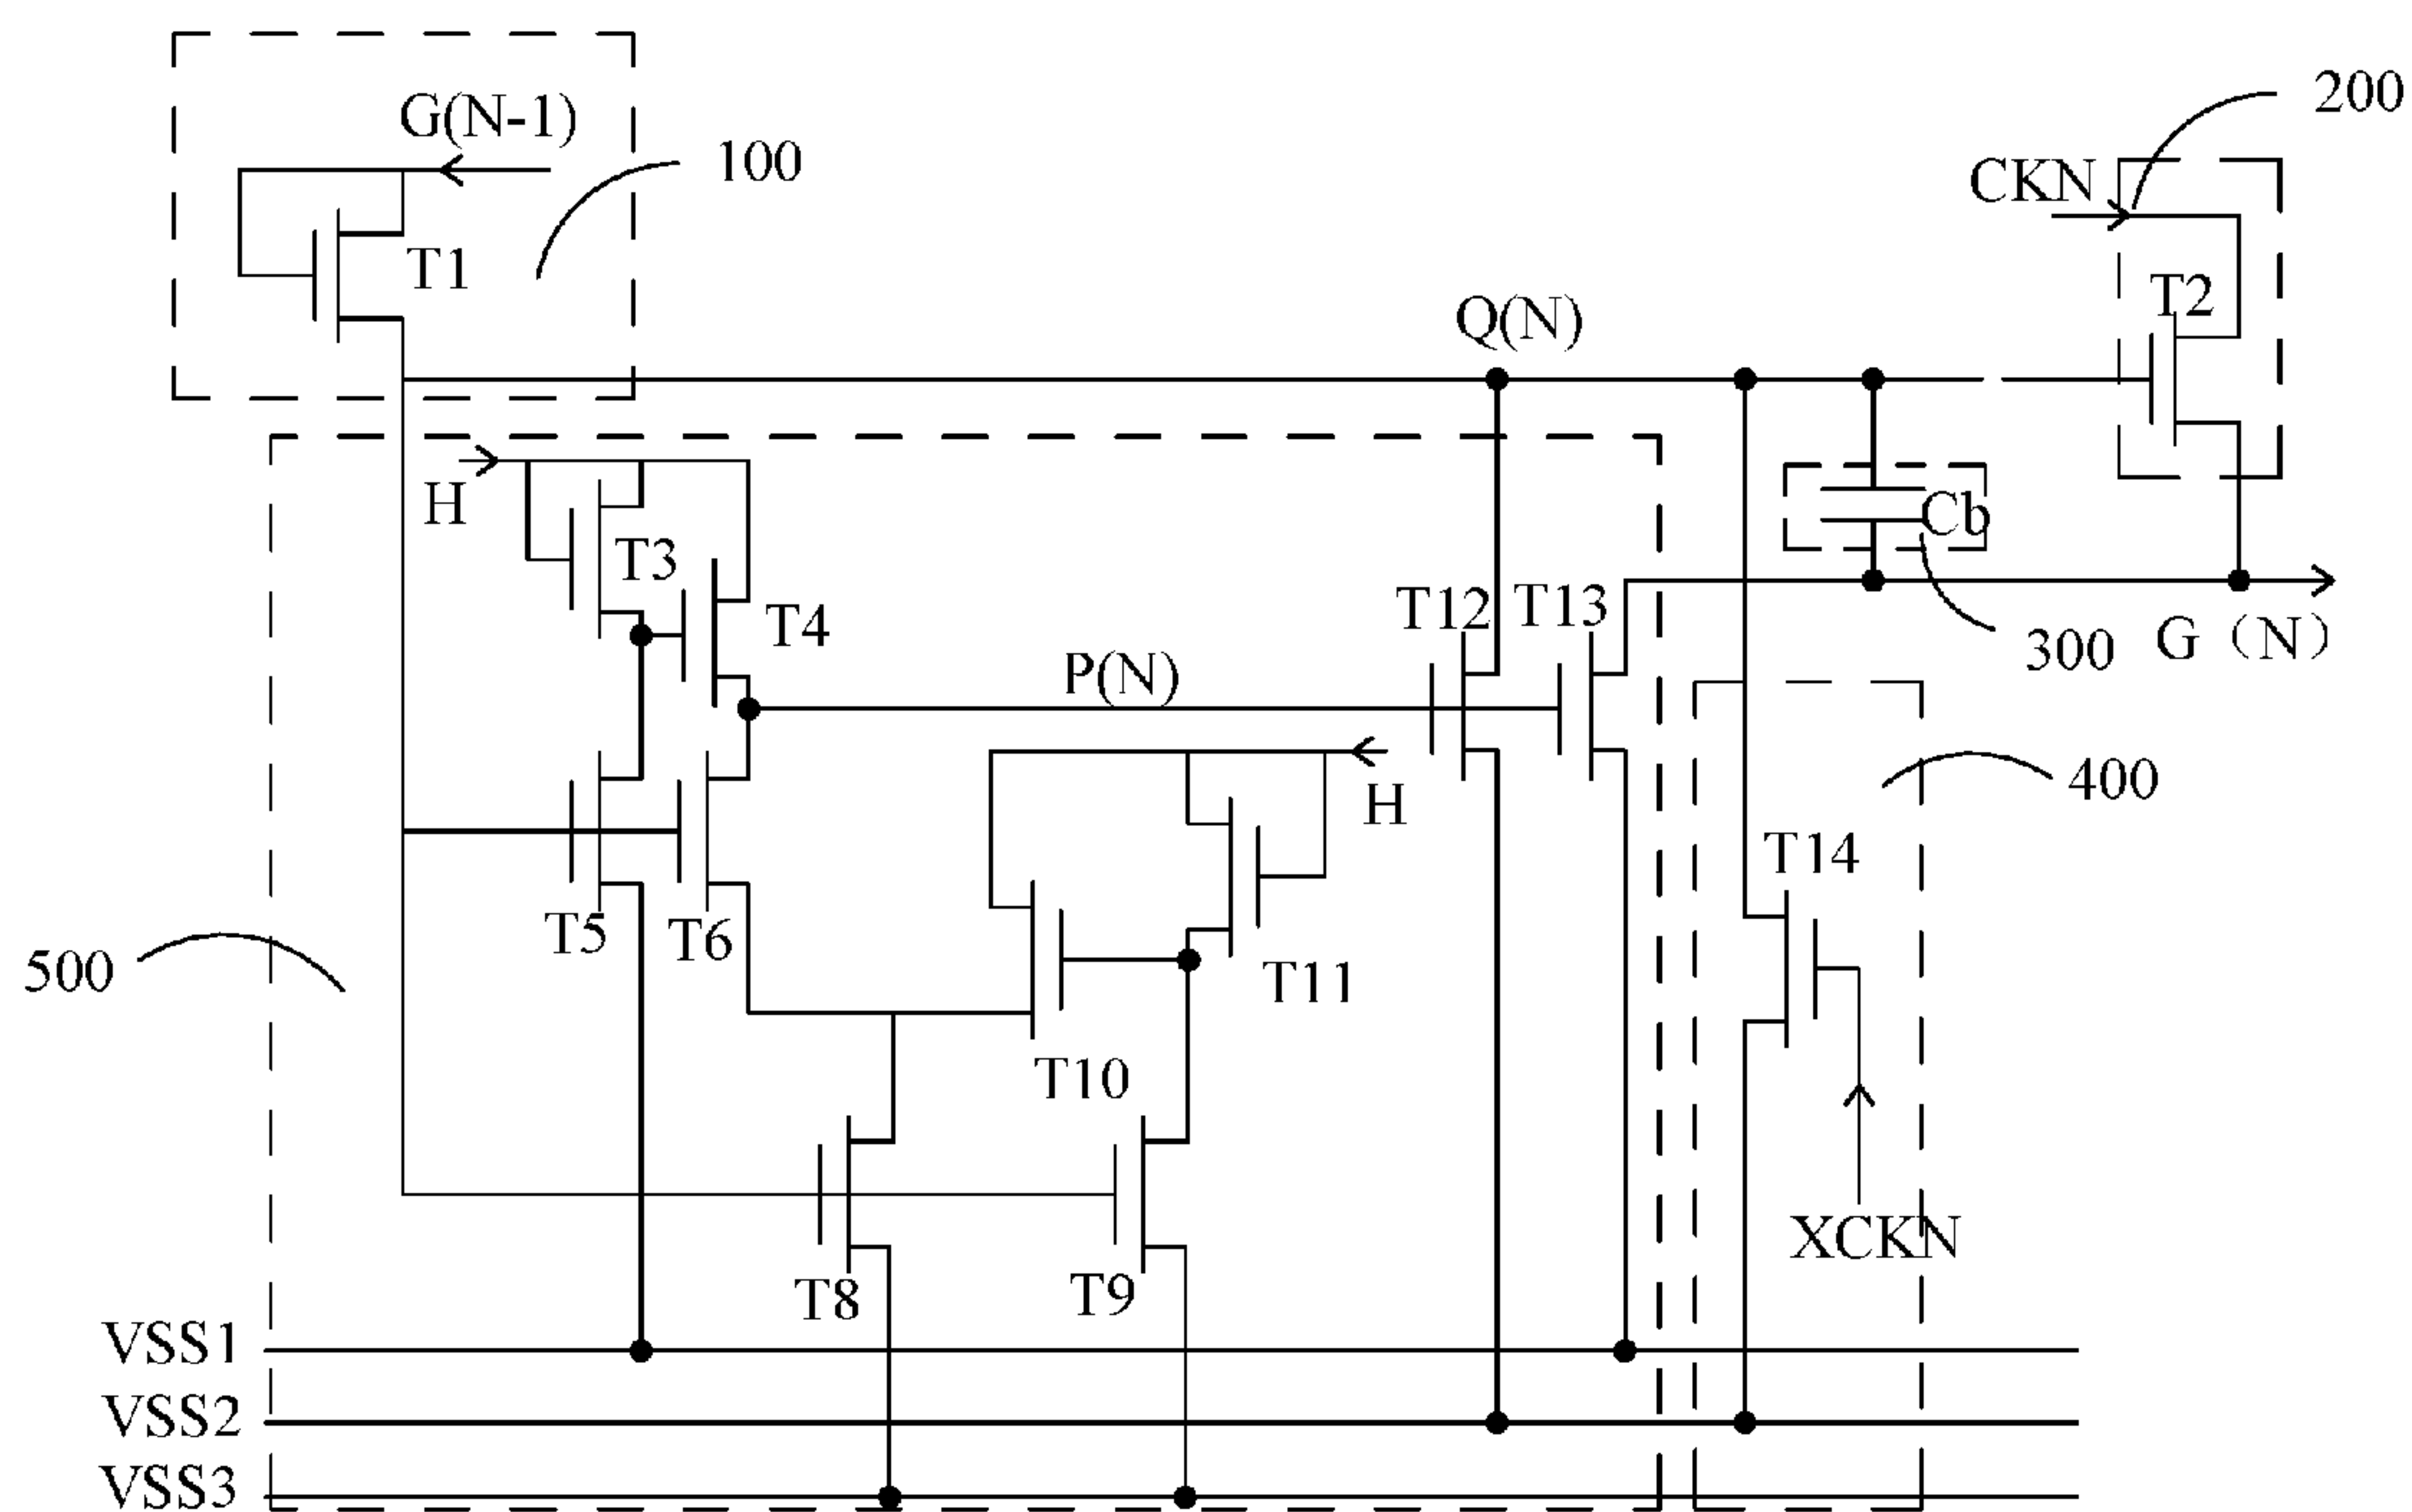 G(N-1)
100
200
CKN
T1
T2
Q(N)
H
Cb
T3
T4
T12 T13
300
G（N）
P(N)
H
400
T14
T5
T6
500
T11
T10
XCKN
T8
T9
VSS1
VSS2
VSS3